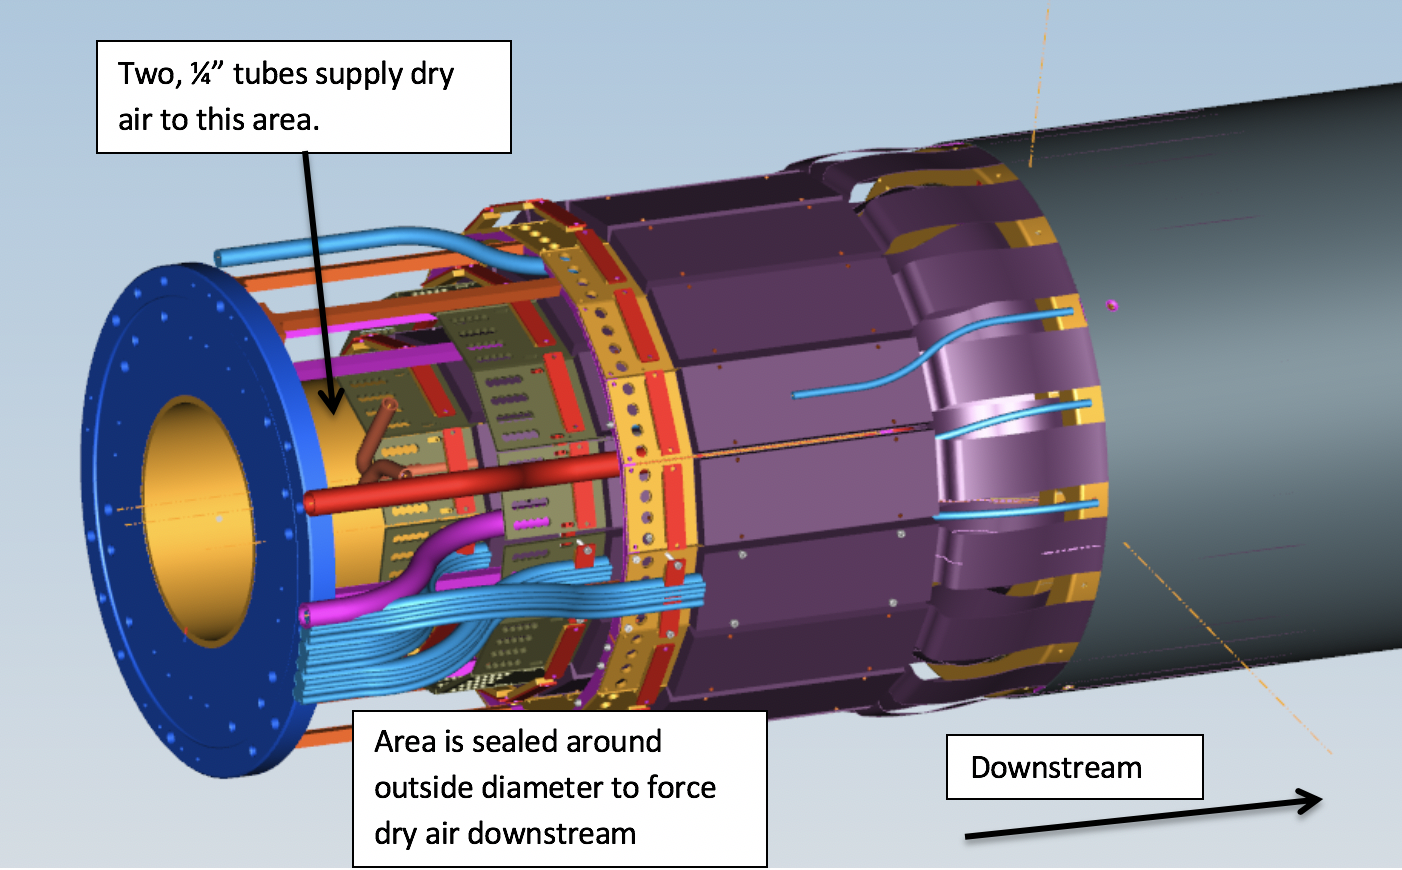 Two, ¼” tubes supply dry
air to this area.
Area is sealed around
outside diameter to force
dry air downstream
Downstream